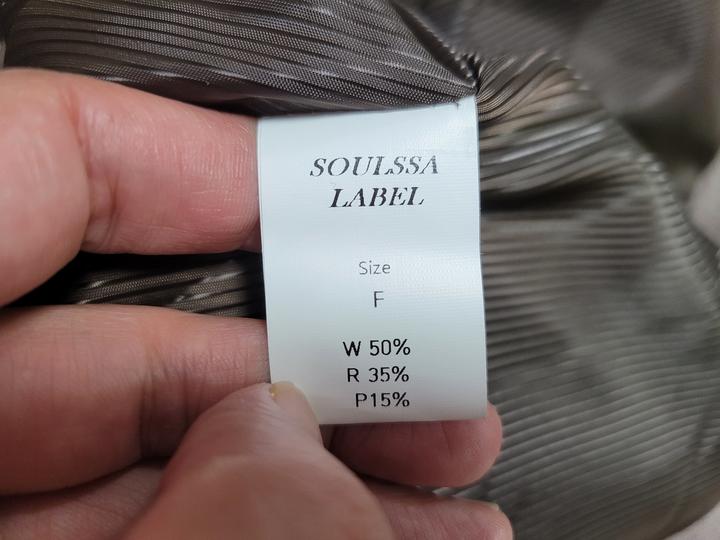 SOULSSA
LABEL
Size
F
W 50%
R 35%
P15%